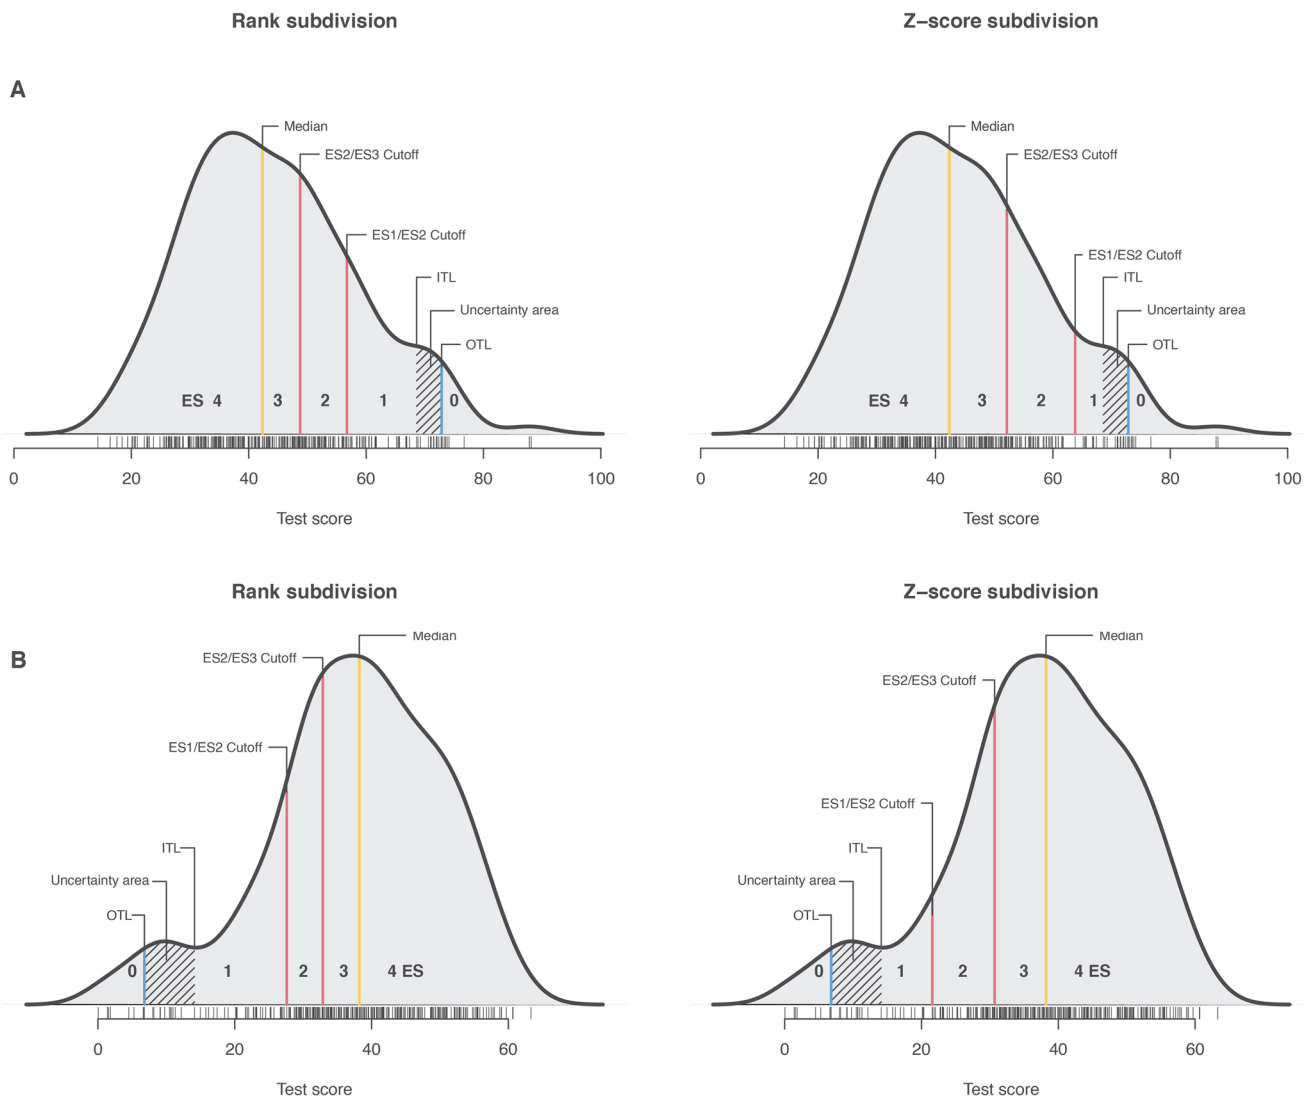 Rank subdivision
Z–score subdivision
A
Median
ES2/ES3 Cutoff
ES1/ES2 Cutoff
ITL
Uncertainty area
OTL
ES 4 3 2 1 0
0 20 40 60 80 100
Test score
Median
ES2/ES3 Cutoff
ES1/ES2 Cutoff
ITL
Uncertainty area
OTL
ES 4 3 2 1 0
0 20 40 60 80 100
Test score
Rank subdivision
Z–score subdivision
B
Median
ES2/ES3 Cutoff
ES1/ES2 Cutoff
ITL
Uncertainty area
OTL
0 1 2 3 4 ES
0 20 40 60
Test score
Median
ES2/ES3 Cutoff
ES1/ES2 Cutoff
ITL
Uncertainty area
OTL
0 1 2 3 4 ES
0 20 40 60
Test score